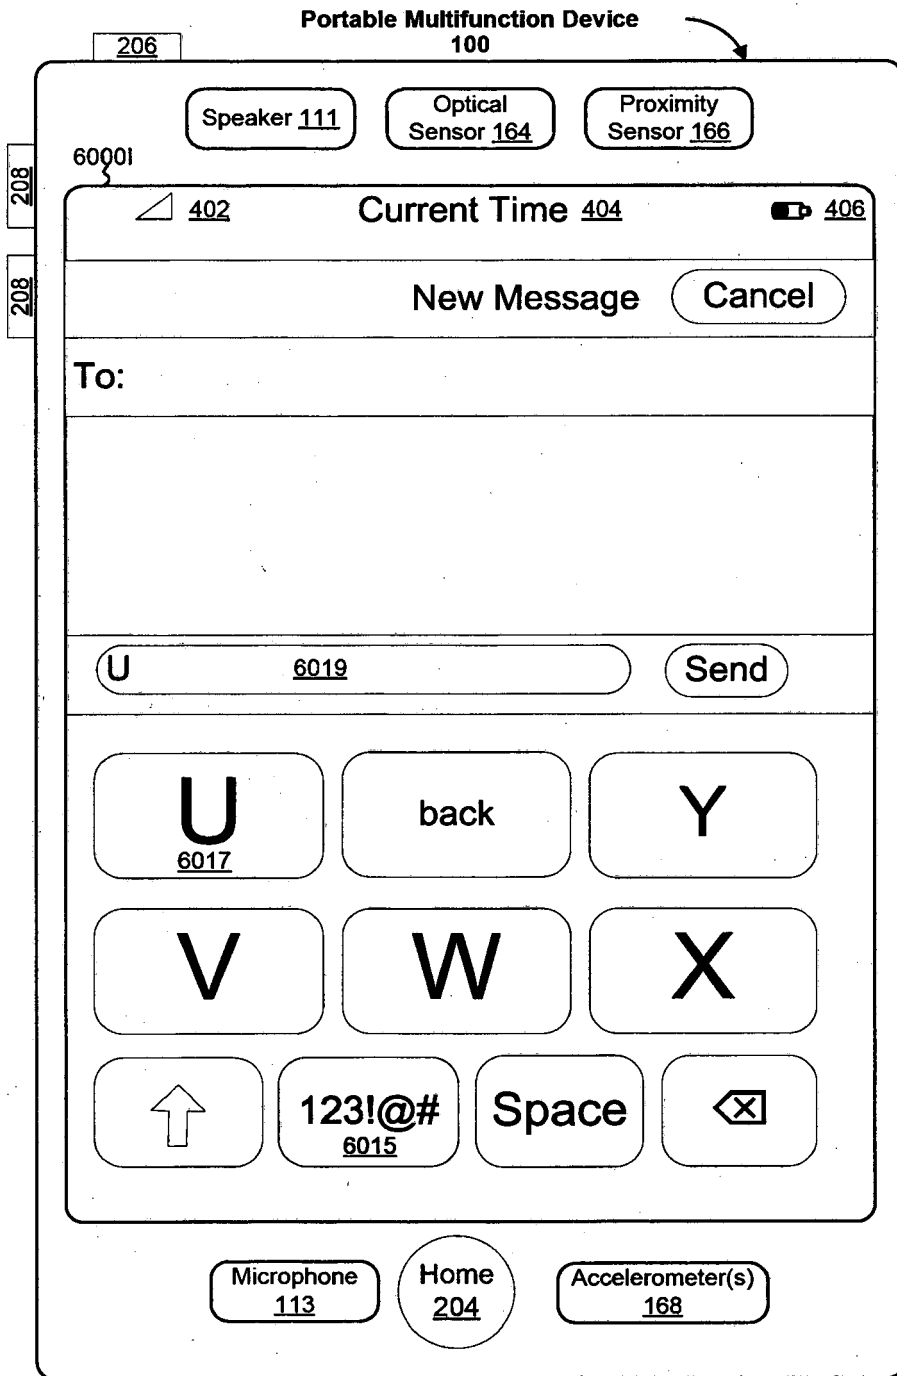 Portable Multifunction Device
100
206
Speaker 111
Optical
Sensor 164
Proximity
Sensor 166
208
6000I
402 Current Time 404 406
208
New Message Cancel
To:
U 6019 Send
U
6017
back
Y
V W X
123!@#
6015
Space
Microphone
113
Home
204
Accelerometer(s)
168